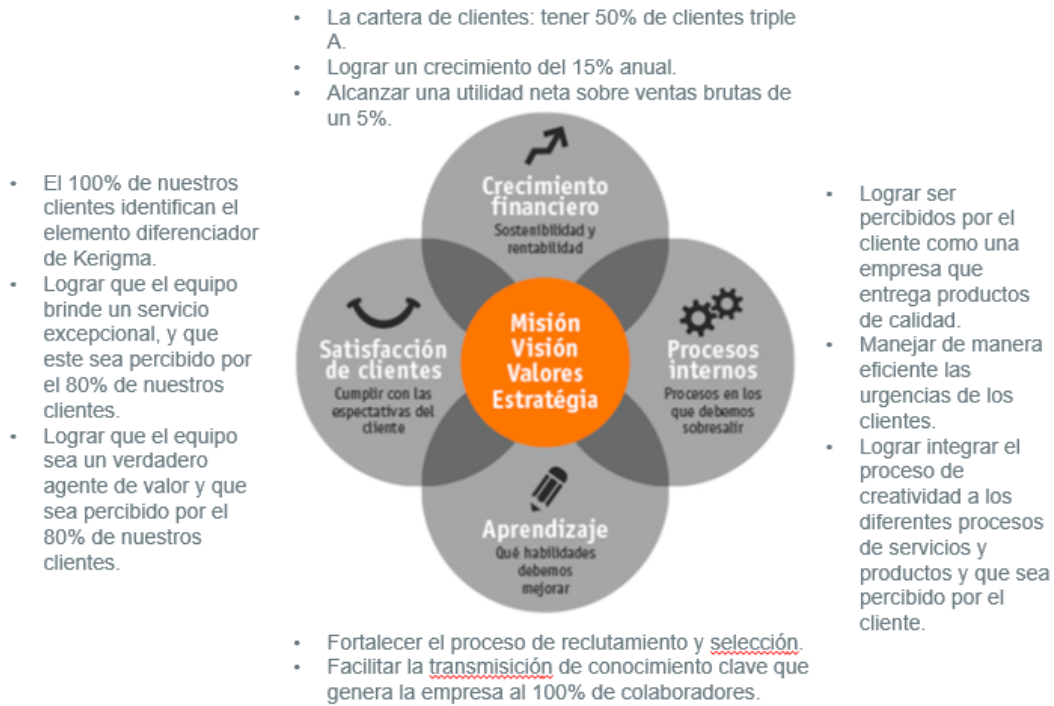 • La cartera de clientes: tener 50% de clientes triple
A.
• Lograr un crecimiento del 15% anual.
• Alcanzar una utilidad neta sobre ventas brutas de
un 5%.
• El 100% de nuestros
clientes identifican el
elemento diferenciador
de Kerigma.
• Lograr que el equipo
brinde un servicio
excepcional, y que
este sea percibido por
el 80% de nuestros
clientes.
• Lograr que el equipo
sea un verdadero
agente de valor y que
sea percibido por el
80% de nuestros
clientes.
Crecimiento
financiero
Sostenibilidad y
rentabilidad
Satisfacción
de clientes
Cumplir con las
espectativas del
cliente
Misión
Visión
Valores
Estratégia
Procesos
internos
Procesos en los
que debemos
sobresalir
Aprendizaje
Qué habilidades
debemos
mejorar
• Lograr ser
percibidos por el
cliente como una
empresa que
entrega productos
de calidad.
• Manejar de manera
eficiente las
urgencias de los
clientes.
• Lograr integrar el
proceso de
creatividad a los
diferentes procesos
de servicios y
productos y que sea
percibido por el
cliente.
• Fortalecer el proceso de reclutamiento y selección.
• Facilitar la transmisición de conocimiento clave que
genera la empresa al 100% de colaboradores.